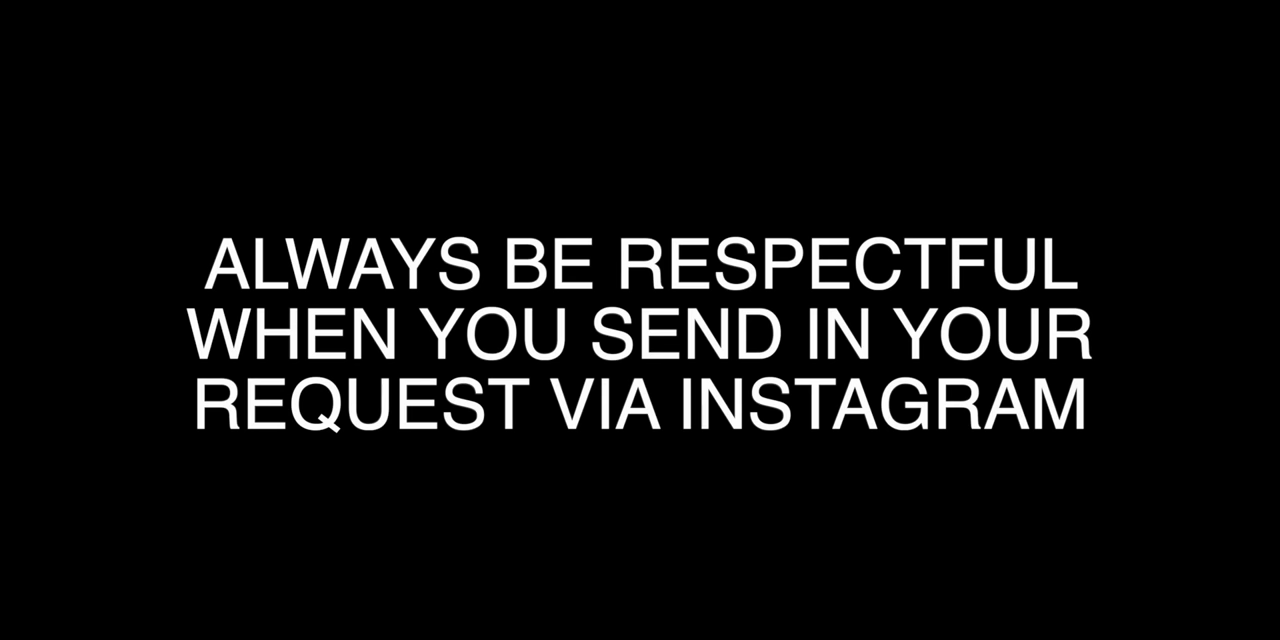 ALWAYS BE RESPECTFUL
WHEN YOU SEND IN YOUR
REQUEST VIA INSTAGRAM